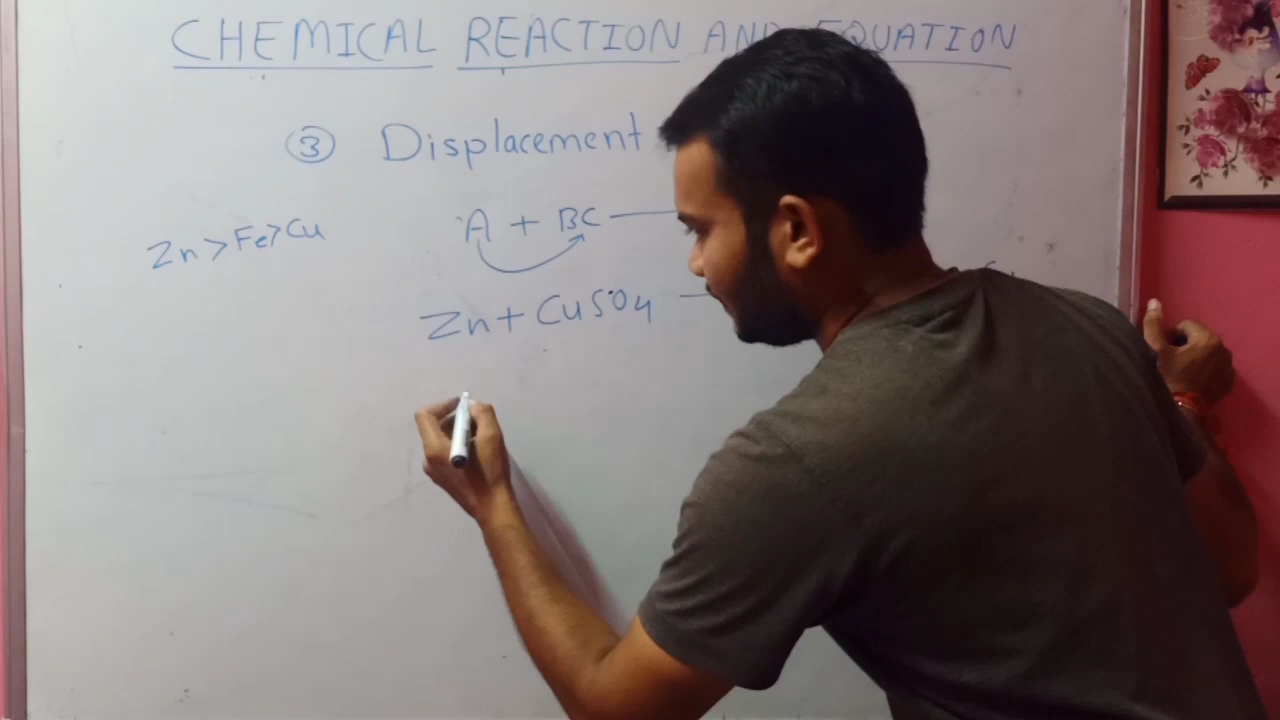 CHEMICAL REACTION AND EQUATION
③ Displacement
Zn > Fe > Cu
A + BC —
Zn + CuSO4 —